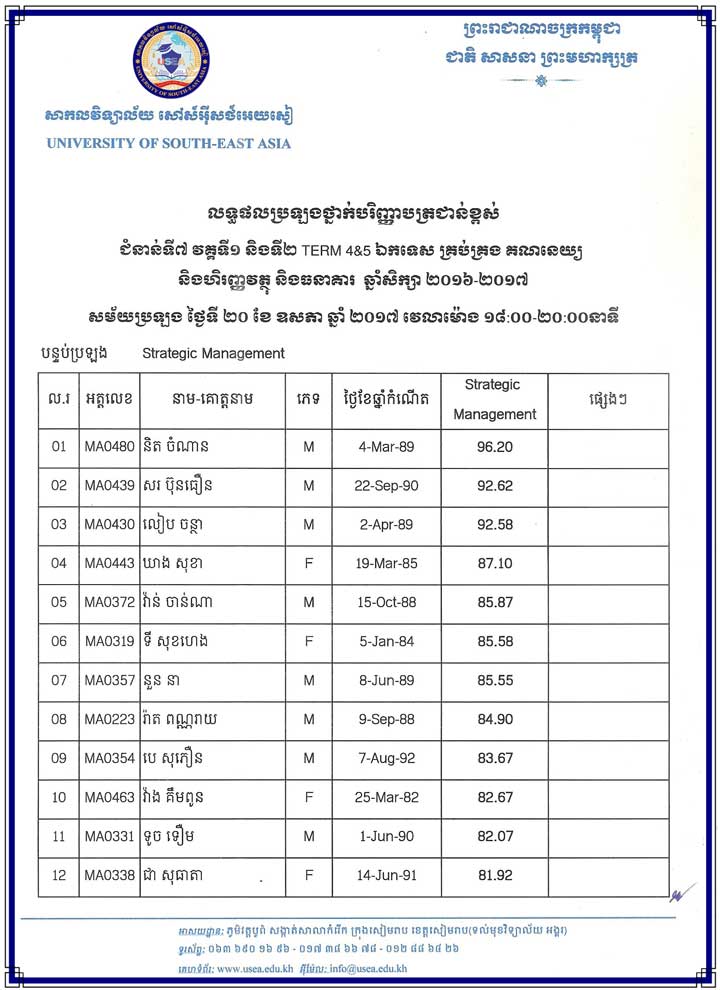 ព្រះរាជាណាចក្រកម្ពុជា
ជាតិ សាសនា ព្រះមហាក្សត្រ
USEA
UNIVERSITY OF SOUTH-EAST ASIA
សាកលវិទ្យាល័យ សៅស៍អ៊ីសថ៍អេយសៀ
UNIVERSITY OF SOUTH-EAST ASIA
លទ្ធផលប្រឡងថ្នាក់បរិញ្ញាបត្រជាន់ខ្ពស់
ជំនាន់ទី៧ វគ្គទី១ និងទី២ TERM 4&5 ឯកទេស គ្រប់គ្រង គណនេយ្យ
និងហិរញ្ញវត្ថុ និងធនាគារ ឆ្នាំសិក្សា ២០១៦-២០១៧
សម័យប្រឡង ថ្ងៃទី ២០ ខែ ឧសភា ឆ្នាំ ២០១៧ វេលាម៉ោង ១៨:០០-២០:០០នាទី
បន្ទប់ប្រឡង Strategic Management
ល.រ អត្តលេខ នាម-គោត្តនាម ភេទ ថ្ងៃខែឆ្នាំកំណើត Strategic Management ផ្សេងៗ
01 MA0480 និត ចំណាន M 4-Mar-89 96.20
02 MA0439 សរ ប៊ុនធឿន M 22-Sep-90 92.62
03 MA0430 លៀប ចន្ថា M 2-Apr-89 92.58
04 MA0443 ឃាង សុខា F 19-Mar-85 87.10
05 MA0372 វ៉ាន់ ចាន់ណា M 15-Oct-88 85.87
06 MA0319 ទី សុខហេង F 5-Jan-84 85.58
07 MA0357 នួន នា M 8-Jun-89 85.55
08 MA0223 រ៉ាត ពណ្ណរាយ M 9-Sep-88 84.90
09 MA0354 បេ សុភឿន M 7-Aug-92 83.67
10 MA0463 វ៉ាង គឹមពូន F 25-Mar-82 82.67
11 MA0331 ទូច ទឿម M 1-Jun-90 82.07
12 MA0338 ជា សុធាតា F 14-Jun-91 81.92
អាសយដ្ឋាន: ភូមិវត្តបូព៌ សង្កាត់សាលាកំរើក ក្រុងសៀមរាប ខេត្តសៀមរាប(ទល់មុខវិទ្យាល័យ អង្គរ)
ទូរស័ព្ទ: ០៦៣ ៦៩០ ១៦ ៩៦ - ០១៧ ៣៨ ៦៦ ៧៨ - ០១២ ៨៨ ៦៤ ២៦
គេហទំព័រ: www.usea.edu.kh អ៊ីម៉ែល: info@usea.edu.kh